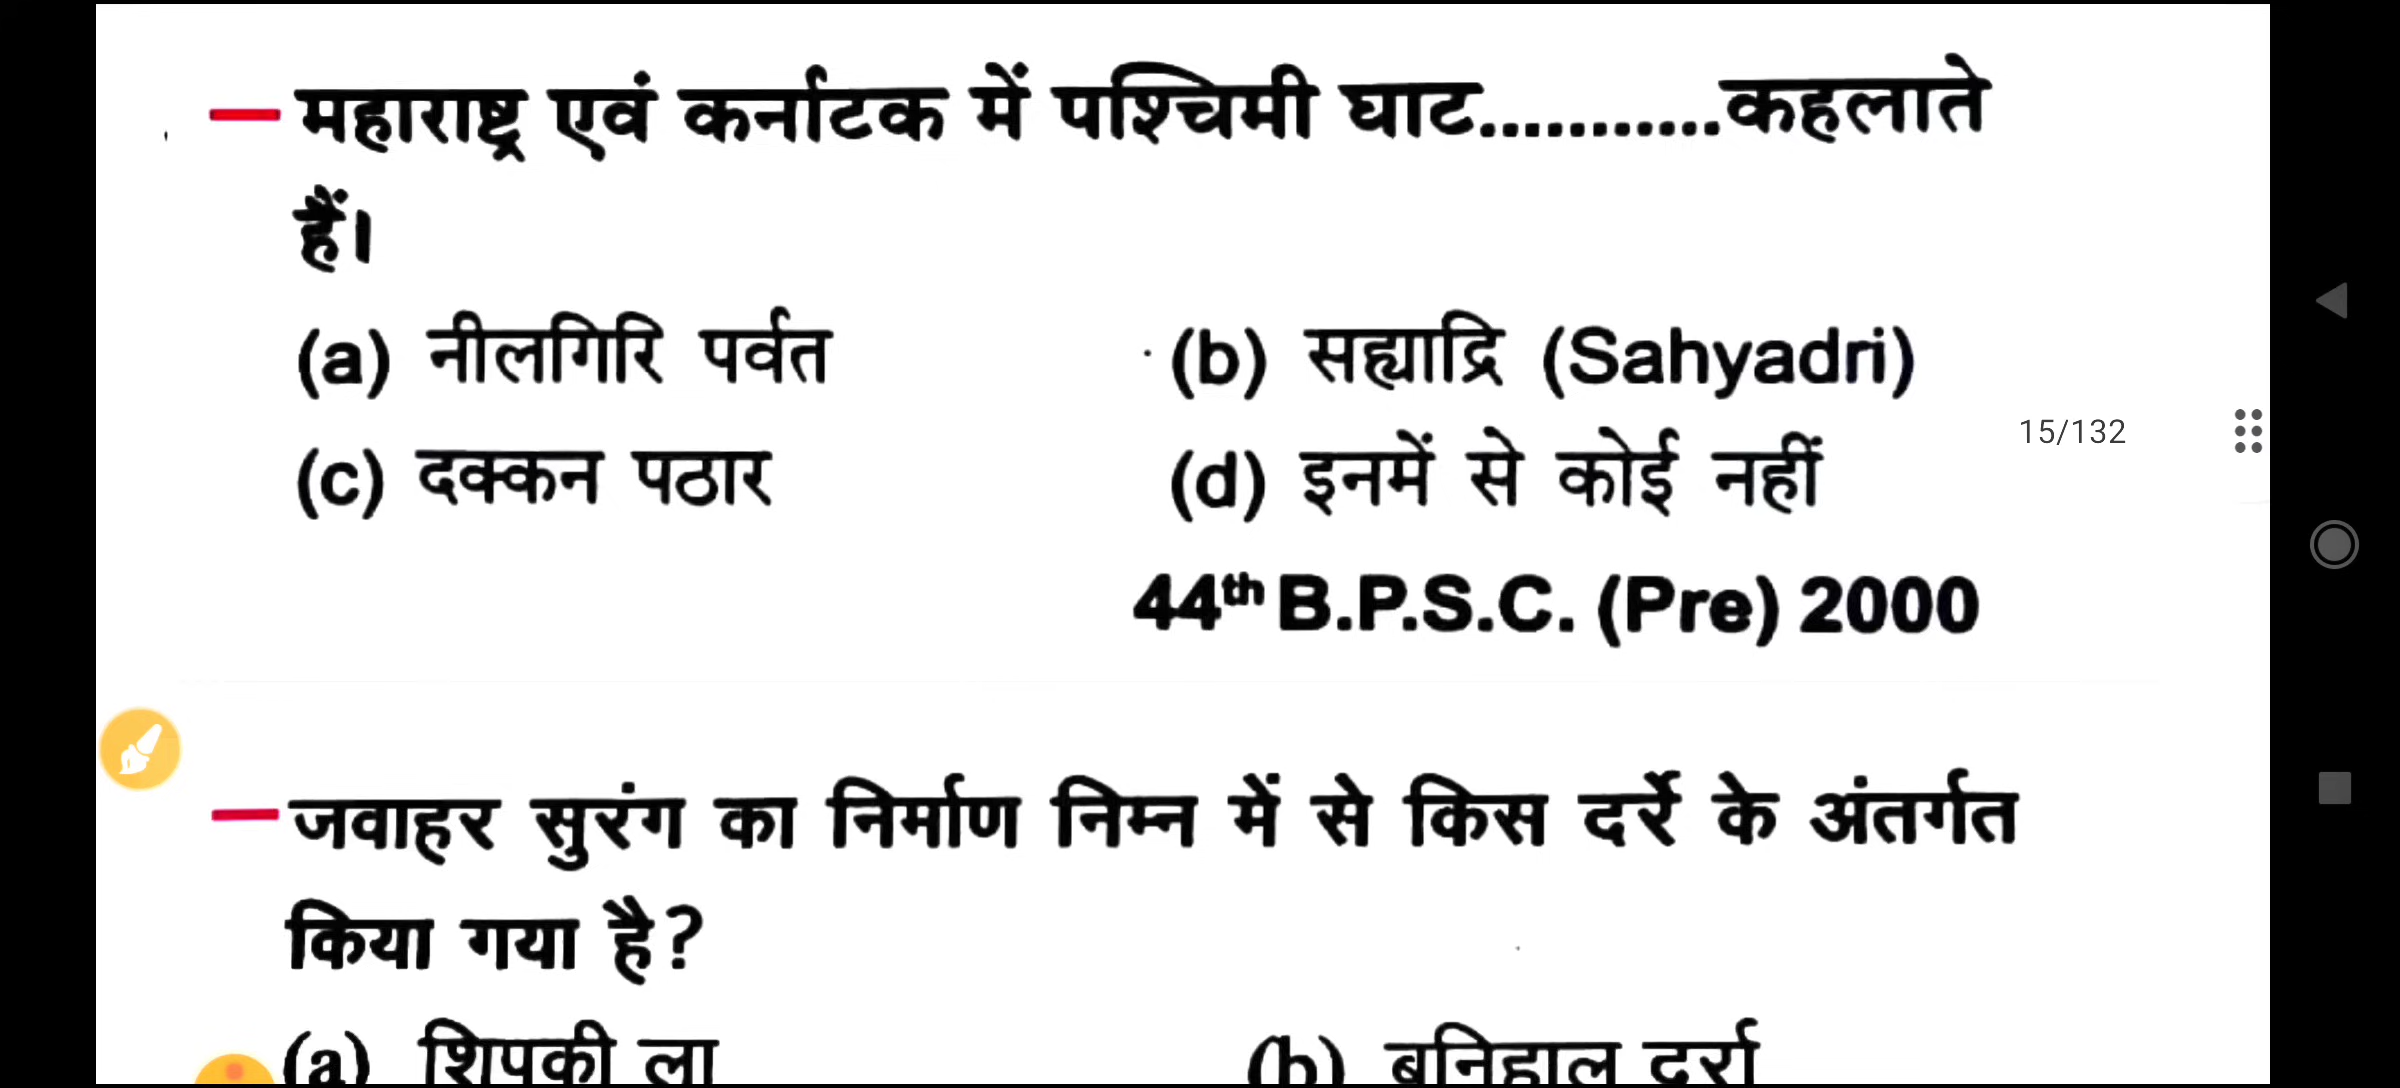 महाराष्ट्र एवं कर्नाटक में पश्चिमी घाट...........कहलाते
हैं।
(a) नीलगिरि पर्वत (b) सह्याद्रि (Sahyadri)
(c) दक्कन पठार (d) इनमें से कोई नहीं
15/132
44th B.P.S.C. (Pre) 2000
जवाहर सुरंग का निर्माण निम्न में से किस दर्रे के अंतर्गत
किया गया है?
(a) शिपकी ला (b) बनिहाल दर्रा